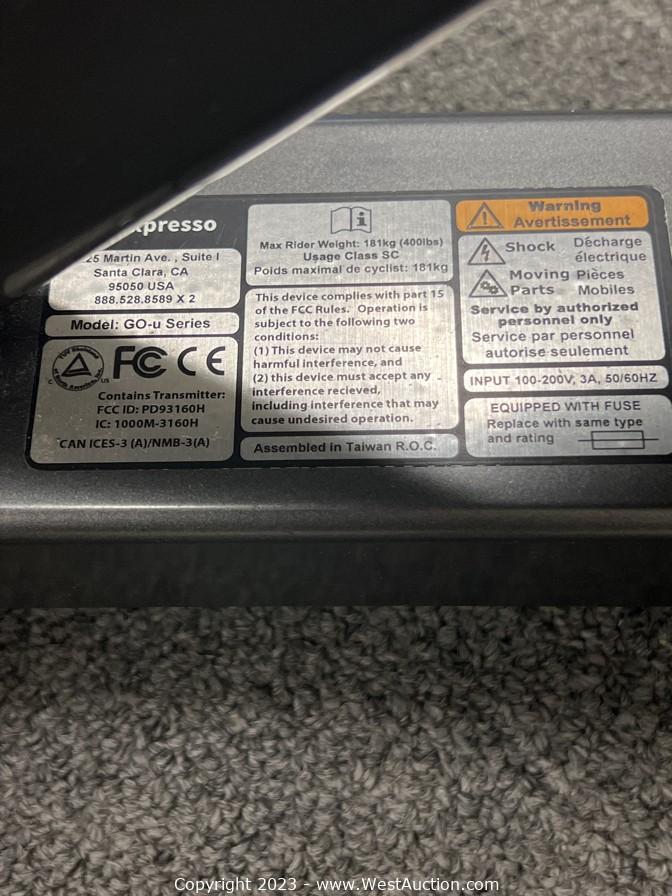 xpresso
25 Martin Ave. , Suite I
Santa Clara, CA
95050 USA
888.528.8589 X 2
Model: GO-u Series
FC CE
C US
Contains Transmitter:
FCC ID: PD93160H
IC: 1000M-3160H
CAN ICES-3 (A)/NMB-3(A)
Max Rider Weight: 181kg (400lbs)
Usage Class SC
Poids maximal de cyclist: 181kg
This device complies with part 15
of the FCC Rules. Operation is
subject to the following two
conditions:
(1) This device may not cause
harmful interference, and
(2) this device must accept any
interference recieved,
including interference that may
cause undesired operation.
Assembled in Taiwan R.O.C.
Warning
Avertissement
Shock Décharge
électrique
Moving Pièces
Parts Mobiles
Service by authorized
personnel only
Service par personnel
autorise seulement
INPUT 100-200V, 3A, 50/60HZ
EQUIPPED WITH FUSE
Replace with same type
and rating
Copyright 2023 - www.WestAuction.com